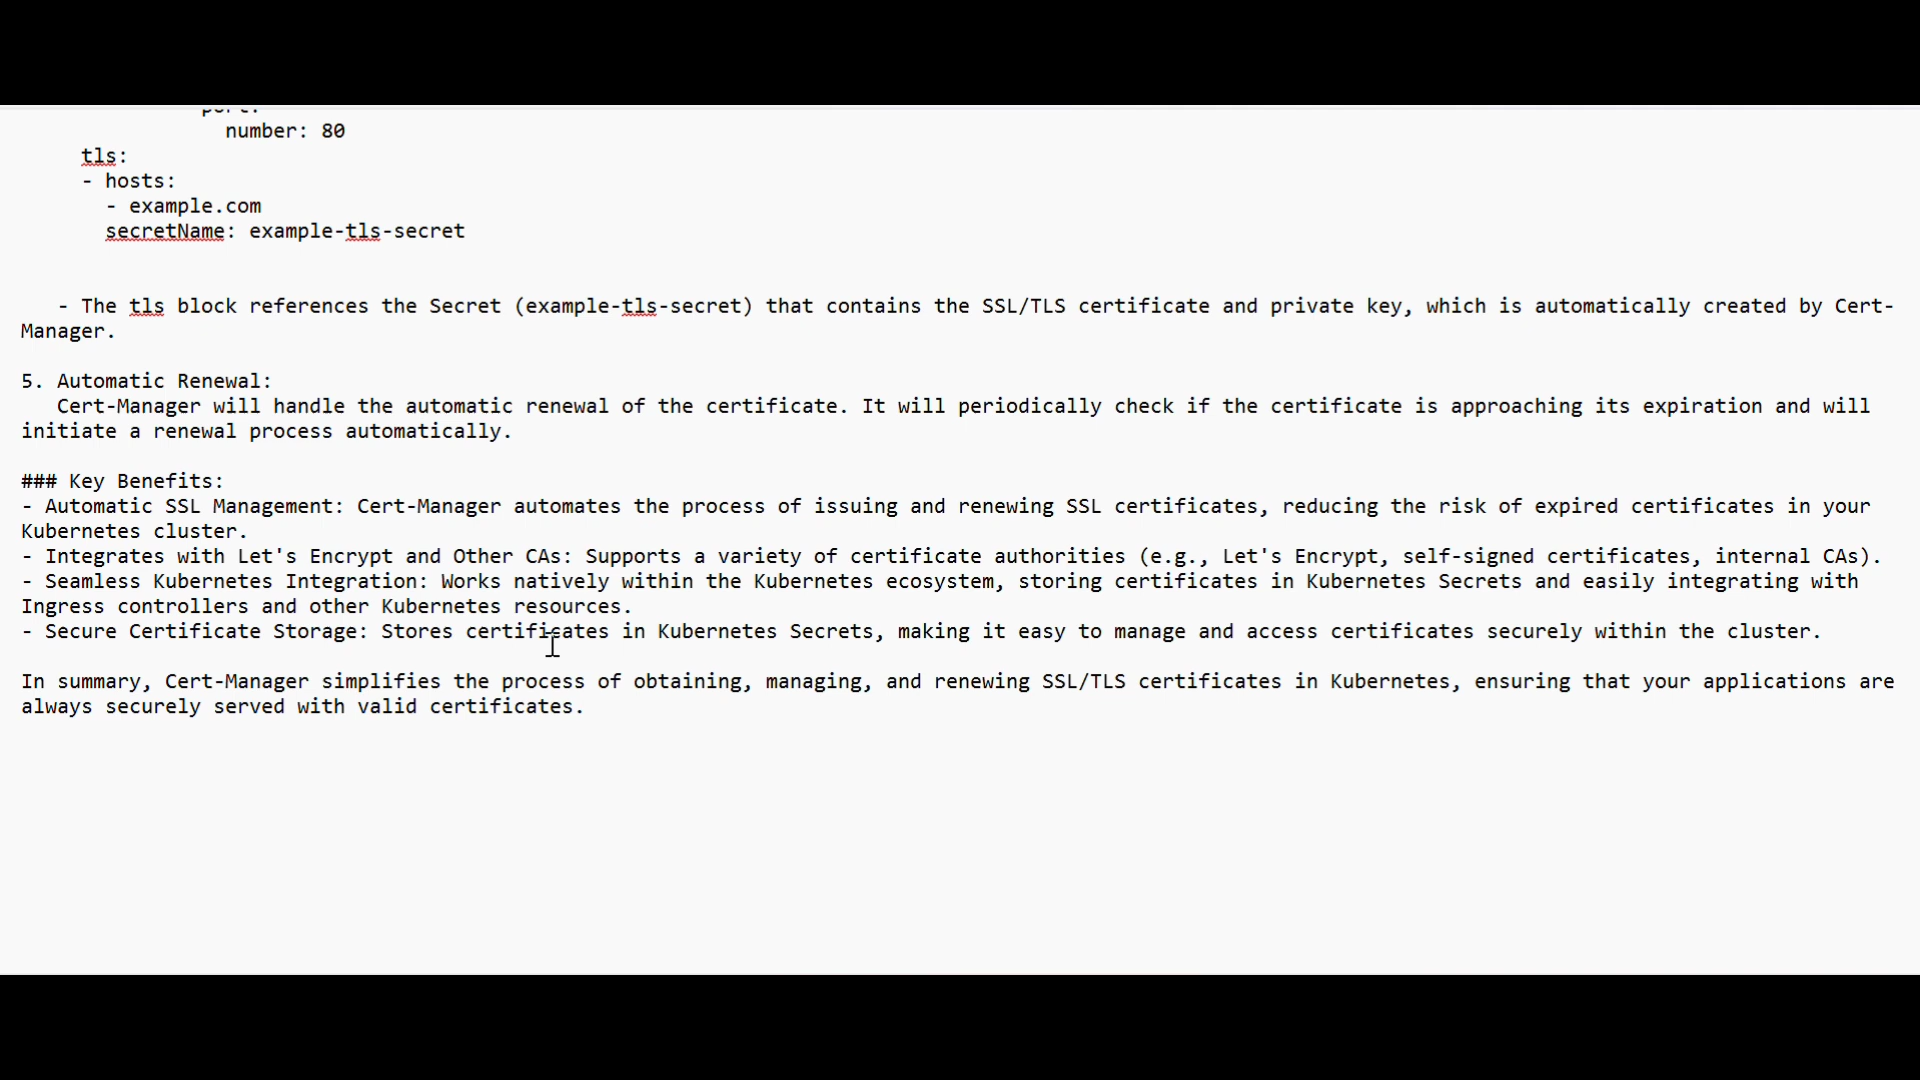 number: 80
tls:
- hosts:
- example.com
secretName: example-tls-secret
- The tls block references the Secret (example-tls-secret) that contains the SSL/TLS certificate and private key, which is automatically created by Cert-
Manager.
5. Automatic Renewal:
Cert-Manager will handle the automatic renewal of the certificate. It will periodically check if the certificate is approaching its expiration and will
initiate a renewal process automatically.
### Key Benefits:
- Automatic SSL Management: Cert-Manager automates the process of issuing and renewing SSL certificates, reducing the risk of expired certificates in your
Kubernetes cluster.
- Integrates with Let's Encrypt and Other CAs: Supports a variety of certificate authorities (e.g., Let's Encrypt, self-signed certificates, internal CAs).
- Seamless Kubernetes Integration: Works natively within the Kubernetes ecosystem, storing certificates in Kubernetes Secrets and easily integrating with
Ingress controllers and other Kubernetes resources.
- Secure Certificate Storage: Stores certificates in Kubernetes Secrets, making it easy to manage and access certificates securely within the cluster.
In summary, Cert-Manager simplifies the process of obtaining, managing, and renewing SSL/TLS certificates in Kubernetes, ensuring that your applications are
always securely served with valid certificates.